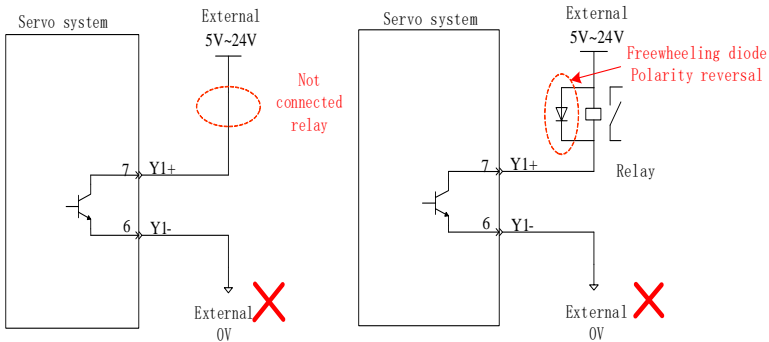 External
Servo system
5V~24V
Not
connected
relay
7
Y1+
6
Y1-
External
0V
External
Servo system
5V~24V
Freewheeling diode
Polarity reversal
7
Y1+
Relay
6
Y1-
External
0V